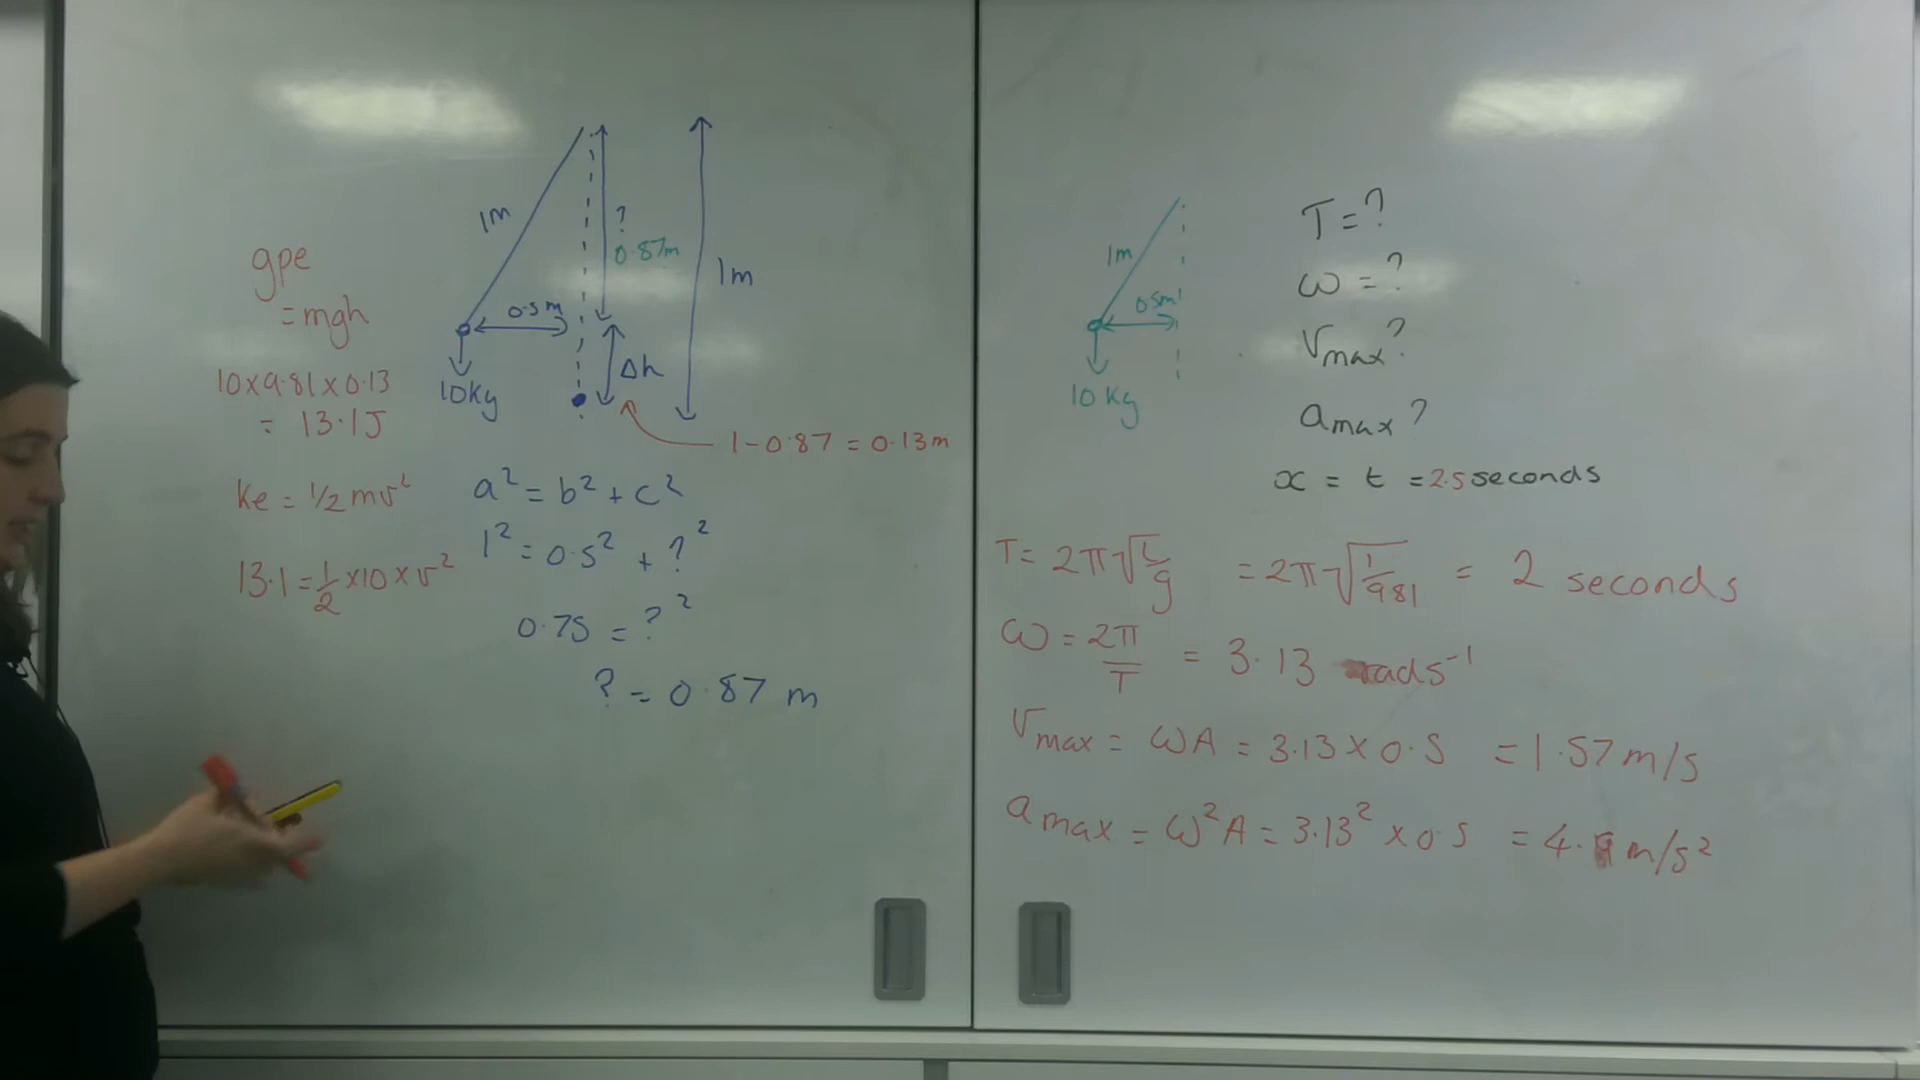 gpe
=mgh
10×9.81×0.13
= 13.1J
Ke = 1/2 mv²
13.1 = 1/2 ×10×v²
1m
?
0.87m
1m
0.5m
Δh
10kg
1-0.87 = 0.13m
a² = b² + c²
1² = 0.5² + ?²
0.75 = ?²
? = 0.87 m
1m
0.5m
10 kg
T=?
ω=?
Vmax?
amax?
x = t = 2.5 seconds
T= 2π√L/g = 2π√1/9.81 = 2 seconds
ω = 2π/T = 3.13 rads⁻¹
Vmax = ωA = 3.13 × 0.5 = 1.57 m/s
amax = ω²A = 3.13² × 0.5 = 4.9 m/s²